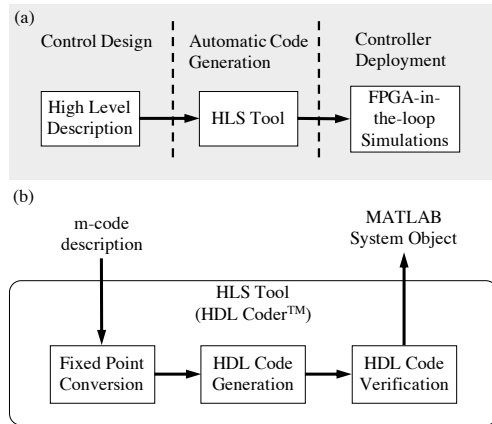 (a)
Control Design
Automatic Code
Generation
Controller
Deployment
High Level
Description
HLS Tool
FPGA-in-
the-loop
Simulations
(b)
m-code
description
MATLAB
System Object
HLS Tool
(HDL Coder™)
Fixed Point
Conversion
HDL Code
Generation
HDL Code
Verification